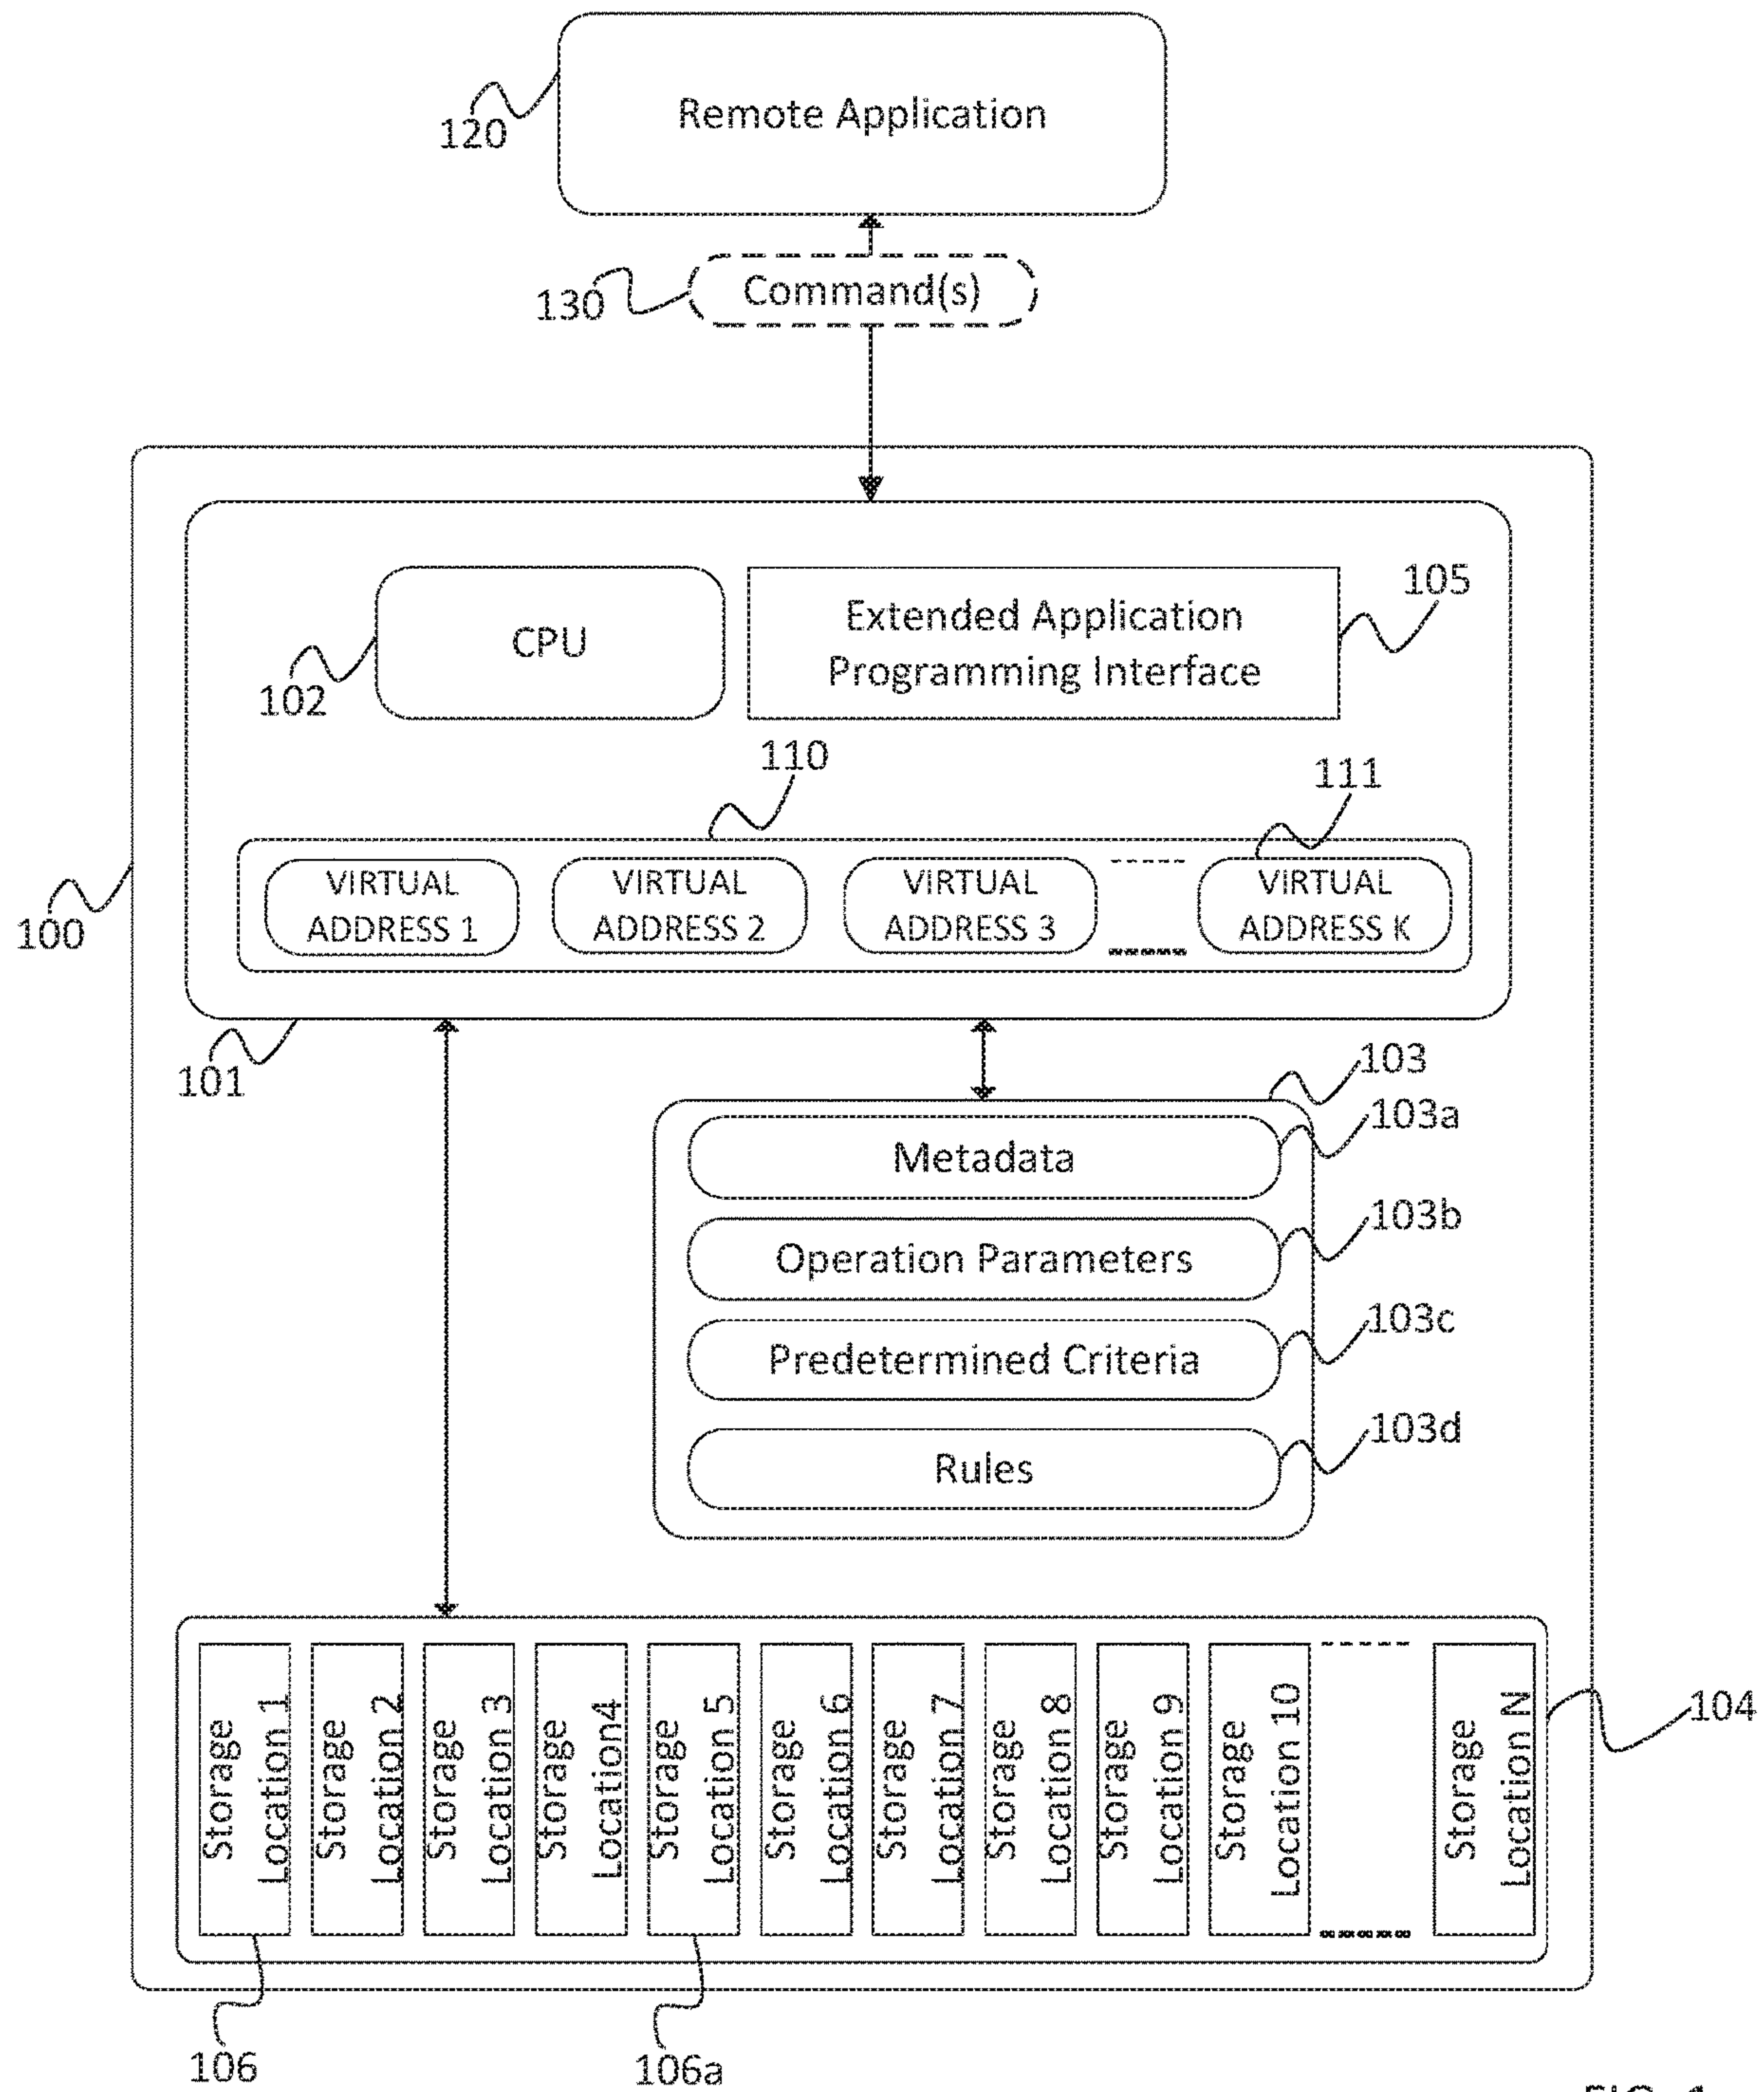 Remote Application
120
Command(s)
130
105
CPU
Extended Application
Programming Interface
102
110
111
VIRTUAL
ADDRESS 1
VIRTUAL
ADDRESS 2
VIRTUAL
ADDRESS 3
VIRTUAL
ADDRESS K
100
101
103
103a
Metadata
103b
Operation Parameters
103c
Predetermined Criteria
103d
Rules
Storage
Location 1
Storage
Location 2
Storage
Location 3
Storage
Location4
Storage
Location 5
Storage
Location 6
Storage
Location 7
Storage
Location 8
Storage
Location 9
Storage
Location 10
Storage
Location N
104
106
106a
FIG. 1